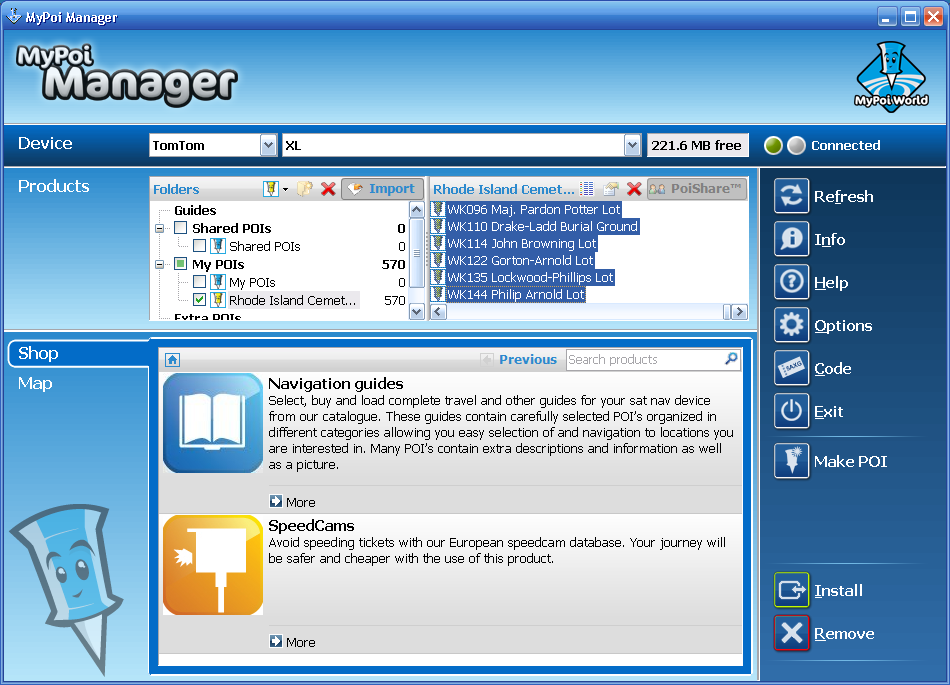 MyPoi Manager
MyPoi
Manager
MyPoiWorld
Device
TomTom
XL
221.6 MB free
Connected
Products
Folders
Import
Guides
Shared POIs 0
Shared POIs 0
My POIs 570
My POIs 0
Rhode Island Cemet... 570
Extra POIs
Rhode Island Cemet...
PoiShare™
WK096 Maj. Pardon Potter Lot
WK110 Drake-Ladd Burial Ground
WK114 John Browning Lot
WK122 Gorton-Arnold Lot
WK135 Lockwood-Phillips Lot
WK144 Philip Arnold Lot
Refresh
Info
Help
Options
Code
Exit
Make POI
Install
Remove
Shop
Map
Previous
Search products
Navigation guides
Select, buy and load complete travel and other guides for your sat nav device
from our catalogue. These guides contain carefully selected POI's organized in
different categories allowing you easy selection of and navigation to locations you
are interested in. Many POI's contain extra descriptions and information as well
as a picture.
More
SpeedCams
Avoid speeding tickets with our European speedcam database. Your journey will
be safer and cheaper with the use of this product.
More